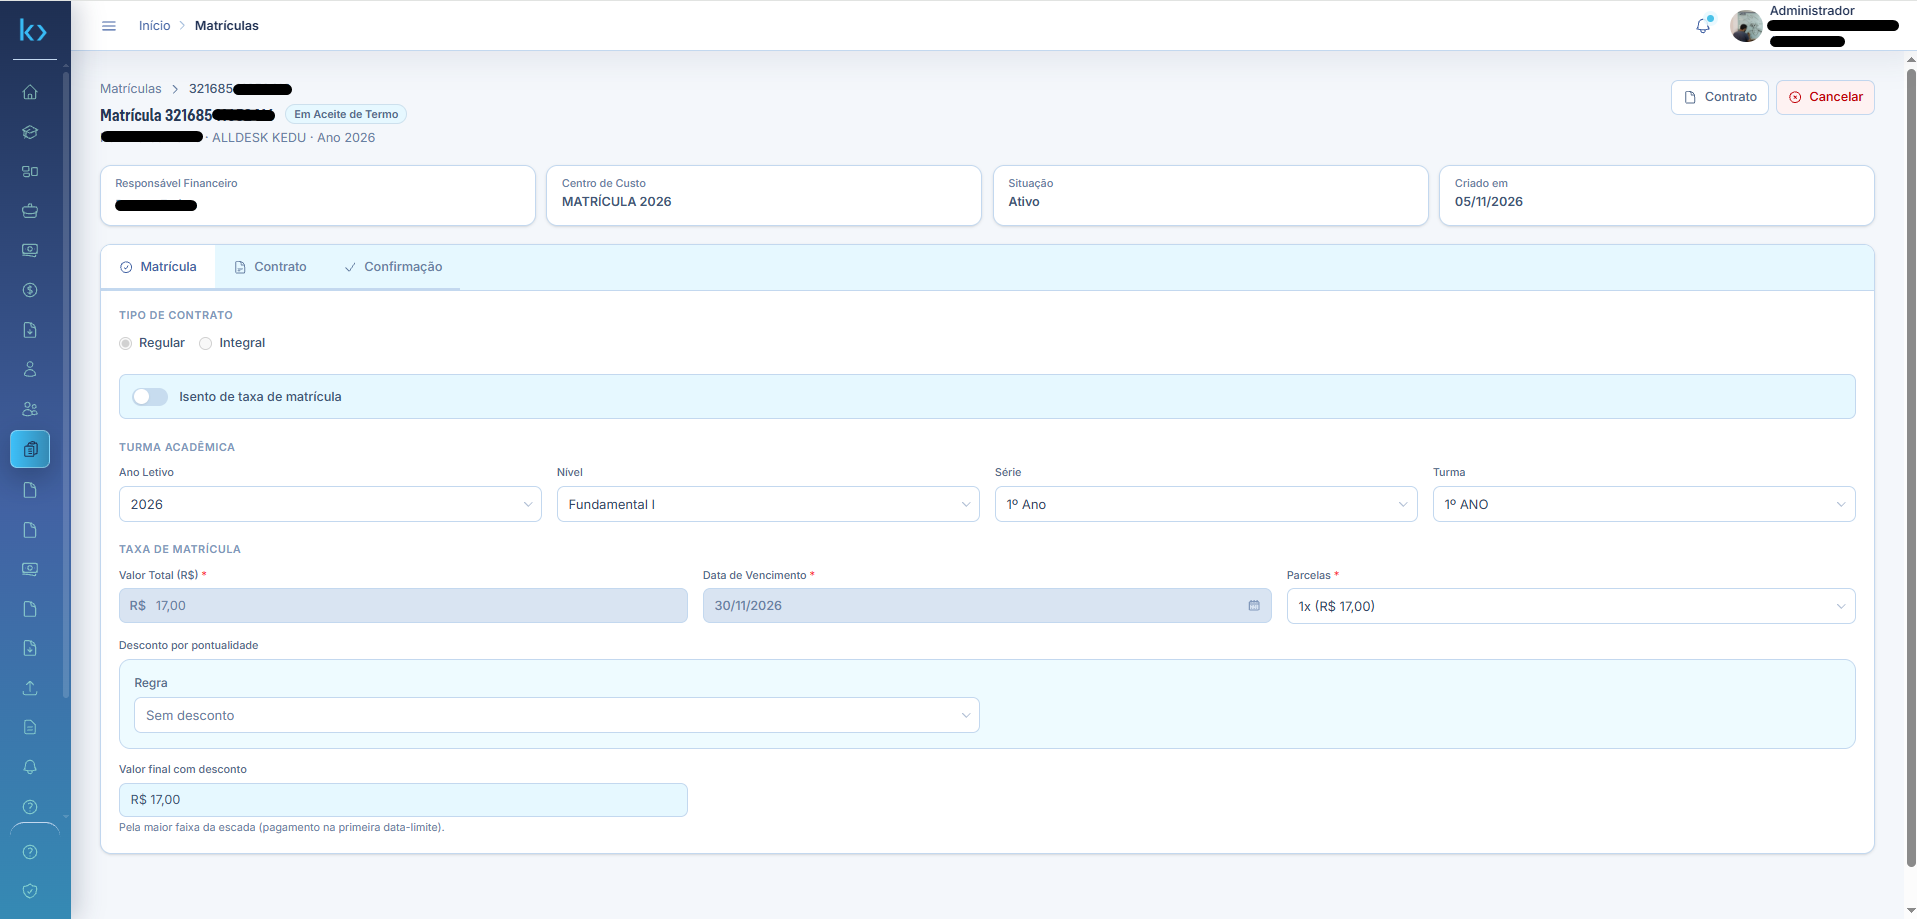 Início > Matrículas
Administrador
Matrículas > 321685
Contrato
Cancelar
Matrícula 321685
Em Aceite de Termo
· ALLDESK KEDU · Ano 2026
Responsável Financeiro
Centro de Custo
MATRÍCULA 2026
Situação
Ativo
Criado em
05/11/2026
Matrícula
Contrato
Confirmação
TIPO DE CONTRATO
Regular
Integral
Isento de taxa de matrícula
TURMA ACADÊMICA
Ano Letivo
2026
Nível
Fundamental I
Série
1º Ano
Turma
1º ANO
TAXA DE MATRÍCULA
Valor Total (R$) *
R$ 17,00
Data de Vencimento *
30/11/2026
Parcelas *
1x (R$ 17,00)
Desconto por pontualidade
Regra
Sem desconto
Valor final com desconto
R$ 17,00
Pela maior faixa da escada (pagamento na primeira data-limite).